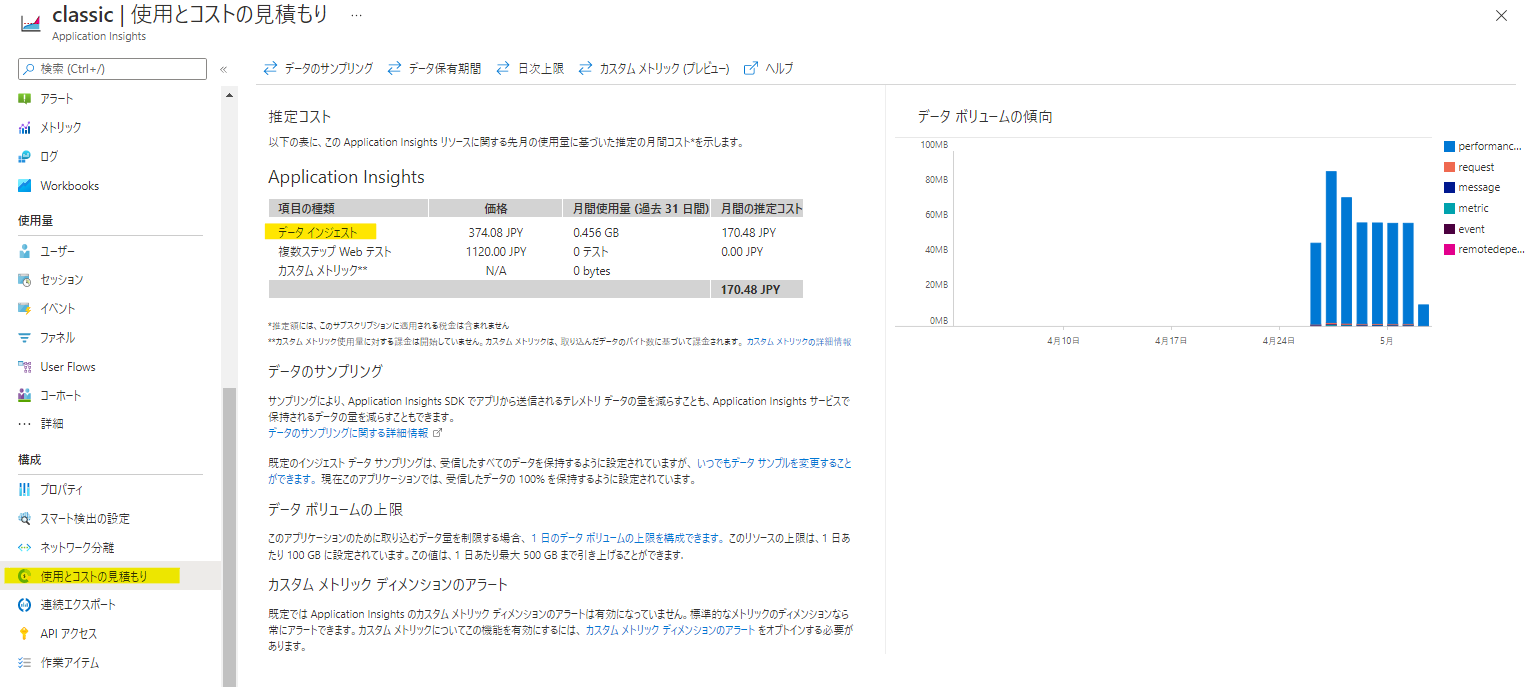 classic | 使用とコストの見積もり ...
Application Insights
検索 (Ctrl+/)
«
アラート
メトリック
ログ
Workbooks
使用量
ユーザー
セッション
イベント
ファネル
User Flows
コーホート
詳細
構成
プロパティ
スマート検出の設定
ネットワーク分離
使用とコストの見積もり
連続エクスポート
API アクセス
作業アイテム
データのサンプリング データ保有期間 日次上限 カスタム メトリック (プレビュー) ヘルプ
推定コスト
以下の表に、この Application Insights リソースに関する先月の使用量に基づいた推定の月間コスト*を示します。
Application Insights
項目の種類 価格 月間使用量 (過去 31 日間) 月間の推定コスト
データ インジェスト 374.08 JPY 0.456 GB 170.48 JPY
複数ステップ Web テスト 1120.00 JPY 0 テスト 0.00 JPY
カスタム メトリック** N/A 0 bytes
170.48 JPY
*推定額には、このサブスクリプションに適用される税金は含まれません
**カスタム メトリック使用量に対する課金は開始していません。カスタム メトリックは、取り込んだデータのバイト数に基づいて課金されます。 カスタム メトリックの詳細情報
データのサンプリング
サンプリングにより、Application Insights SDK でアプリから送信されるテレメトリ データの量を減らすことも、Application Insights サービスで
保持されるデータの量を減らすこともできます。
データのサンプリングに関する詳細情報
既定のインジェスト データ サンプリングは、受信したすべてのデータを保持するように設定されていますが、いつでもデータ サンプルを変更すること
ができます。現在このアプリケーションでは、受信したデータの 100% を保持するように設定されています。
データ ボリュームの上限
このアプリケーションのために取り込むデータ量を制限する場合、1 日のデータ ボリュームの上限を構成できます。このリソースの上限は、1 日あ
たり 100 GB に設定されています。この値は、1 日あたり最大 500 GB まで引き上げることができます.
カスタム メトリック ディメンションのアラート
既定では Application Insights のカスタム メトリック ディメンションのアラートは有効になっていません。標準的なメトリックのディメンションなら
常にアラートできます。カスタム メトリックについてこの機能を有効にするには、カスタム メトリック ディメンションのアラート をオプトインする必要が
あります。
データ ボリュームの傾向
100MB
80MB
60MB
40MB
20MB
0MB
4月10日 4月17日 4月24日 5月
performanc...
request
message
metric
event
remotedepe...